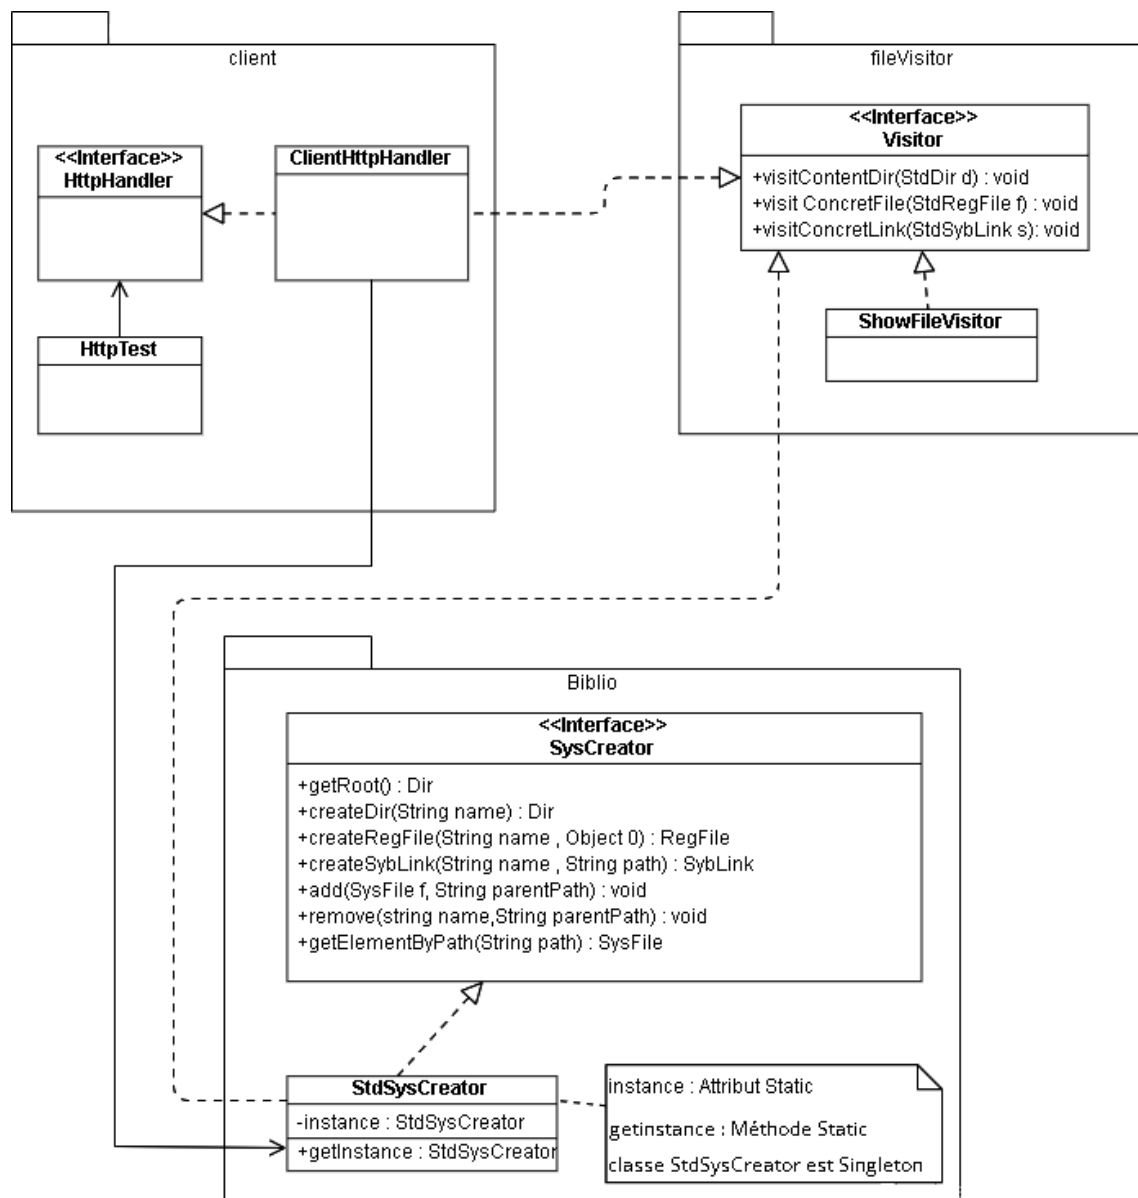 client
<<Interface>>
HttpHandler
ClientHttpHandler
HttpTest
fileVisitor
<<Interface>>
Visitor
+visitContentDir(StdDir d) : void
+visit ConcretFile(StdRegFile f) : void
+visitConcretLink(StdSybLink s): void
ShowFileVisitor
Biblio
<<Interface>>
SysCreator
+getRoot() : Dir
+createDir(String name) : Dir
+createRegFile(String name , Object 0) : RegFile
+createSybLink(String name , String path) : SybLink
+add(SysFile f, String parentPath) : void
+remove(string name,String parentPath) : void
+getElementByPath(String path) : SysFile
StdSysCreator
-instance : StdSysCreator
+getInstance : StdSysCreator
instance : Attribut Static
getinstance : Méthode Static
classe StdSysCreator est Singleton